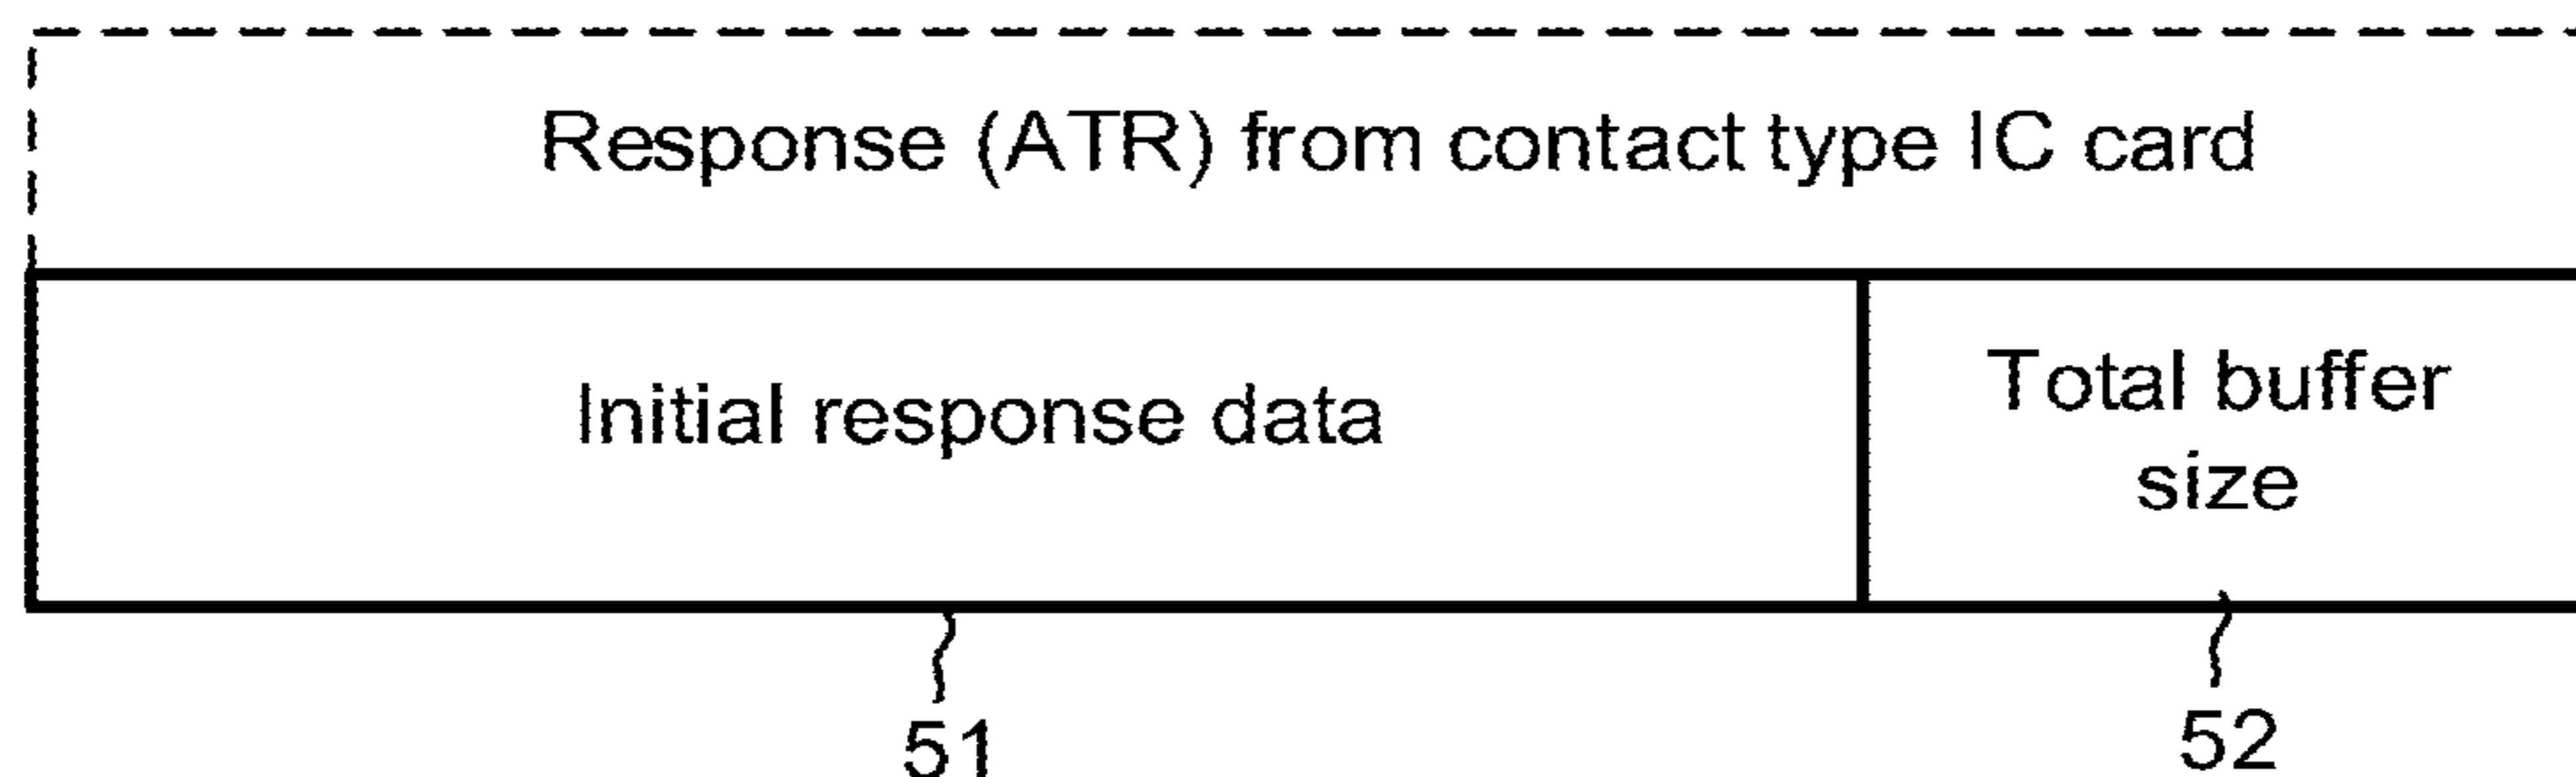 Response (ATR) from contact type IC card
Initial response data
Total buffer
size
51
52